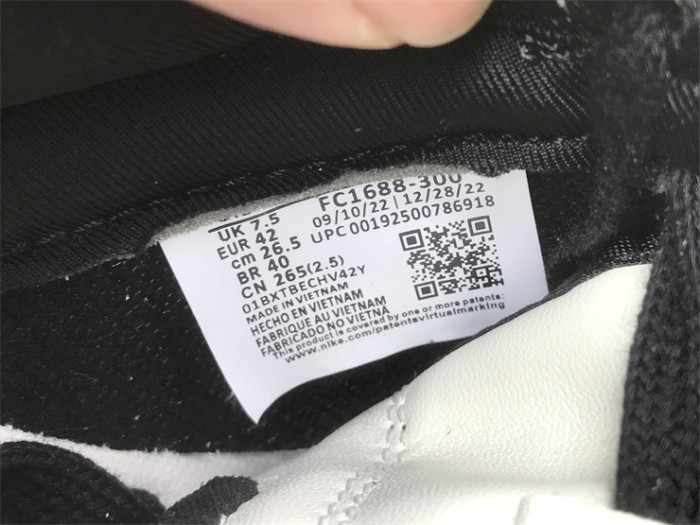 FC1688-300
UK 7.5
09/10/22 | 12/28/22
EUR 42
UPC 00192500786918
cm 26.5
BR 40
CN 265(2.5)
01BXTBECHV42Y
MADE IN VIETNAM
HECHO EN VIETNAM
FABRIQUE AU VIETNAM
FABRICADO NO VIETNA
This product is covered by one or more patents:
www.nike.com/patentsvirtualmarking